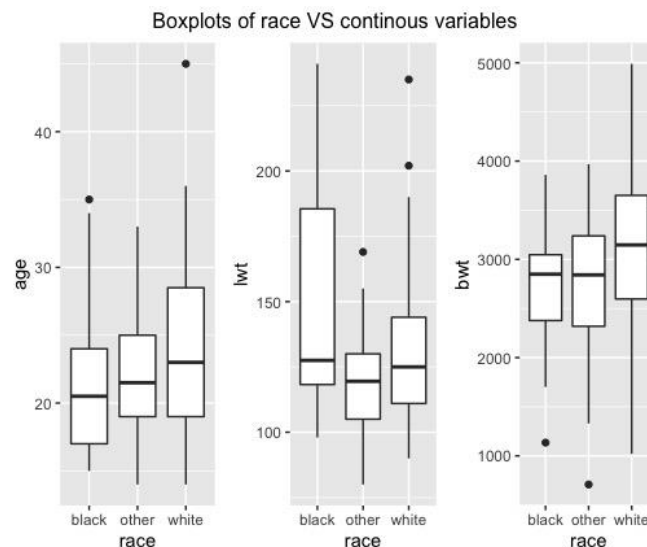 Boxplots of race VS continous variables
age
40
30
20
black other white
race
lwt
200
150
100
black other white
race
bwt
5000
4000
3000
2000
1000
black other white
race